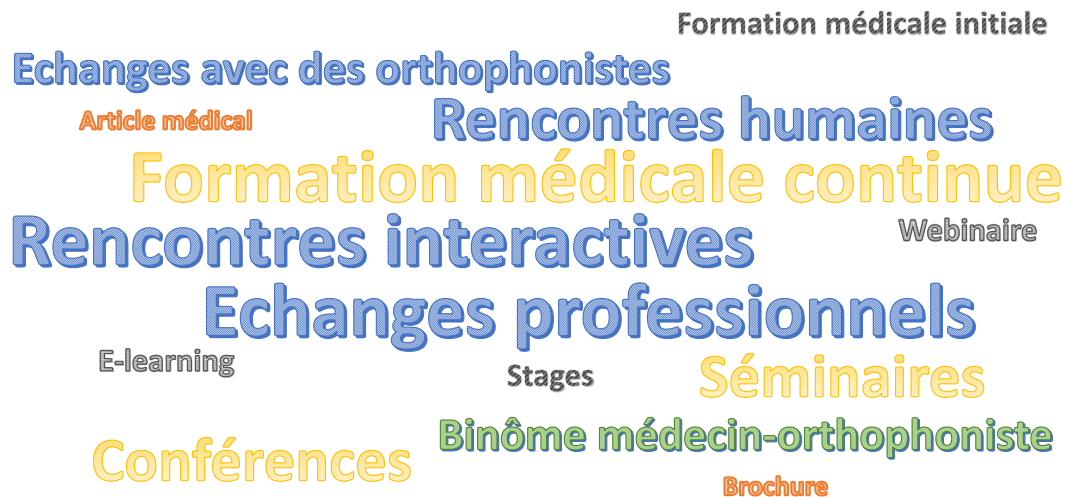 Formation médicale initiale
Echanges avec des orthophonistes
Rencontres humaines
Article médical
Formation médicale continue
Rencontres interactives
Webinaire
Echanges professionnels
E-learning
Stages
Séminaires
Binôme médecin-orthophoniste
Conférences
Brochure